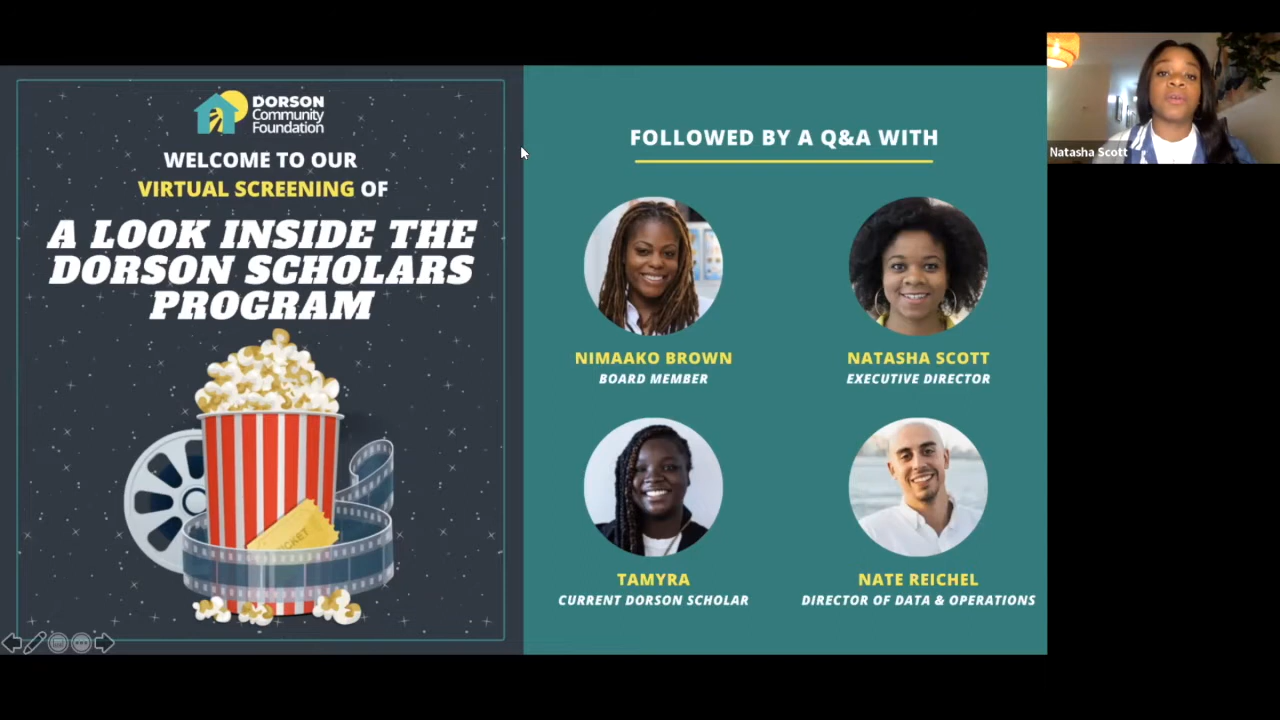 DORSON
Community
Foundation
WELCOME TO OUR
VIRTUAL SCREENING OF
A LOOK INSIDE THE
DORSON SCHOLARS
PROGRAM
TICKET
FOLLOWED BY A Q&A WITH
NIMAAKO BROWN
BOARD MEMBER
NATASHA SCOTT
EXECUTIVE DIRECTOR
TAMYRA
CURRENT DORSON SCHOLAR
NATE REICHEL
DIRECTOR OF DATA & OPERATIONS
Natasha Scott